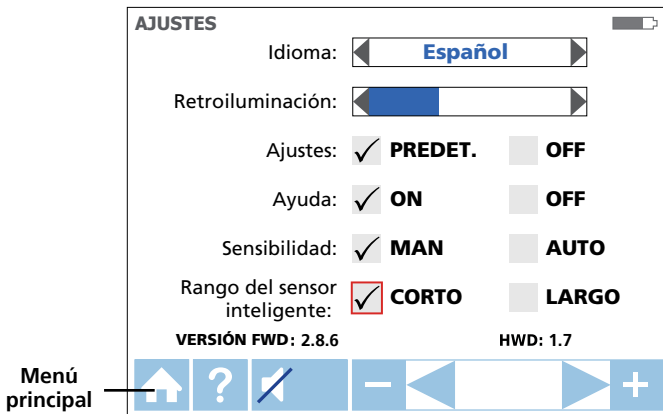 AJUSTES
Idioma: Español
Retroiluminación:
Ajustes: PREDET. OFF
Ayuda: ON OFF
Sensibilidad: MAN AUTO
Rango del sensor
inteligente: CORTO LARGO
VERSIÓN FWD: 2.8.6 HWD: 1.7
Menú
principal
? − +